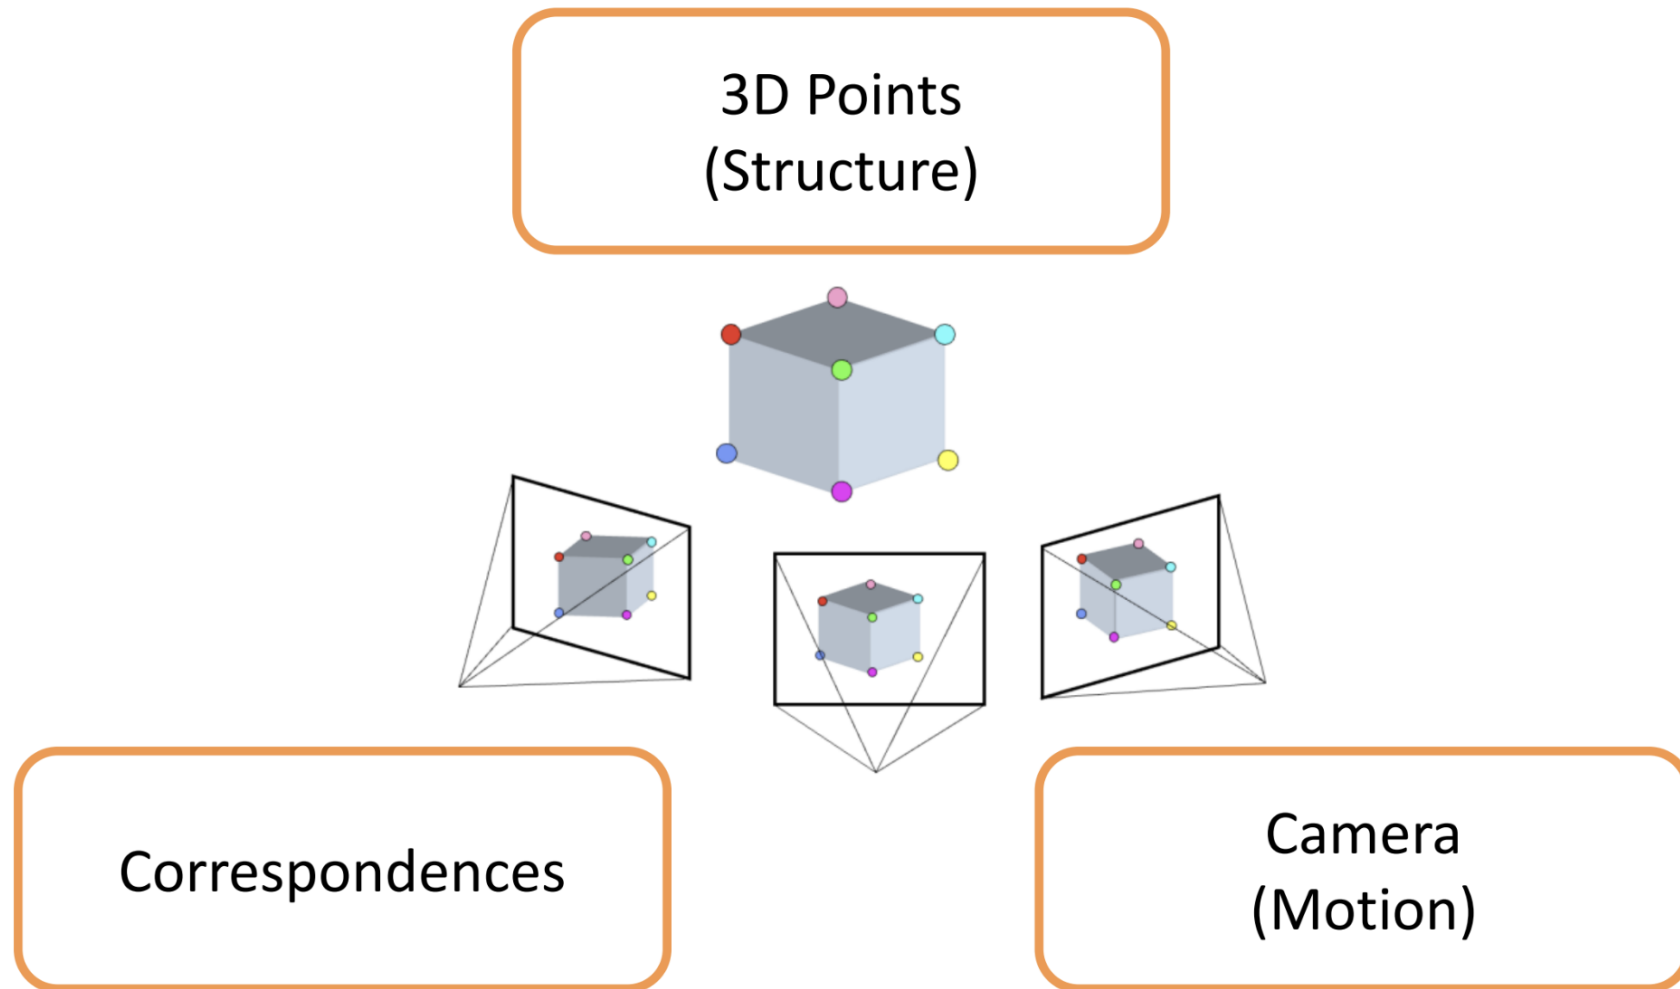 3D Points
(Structure)
Correspondences
Camera
(Motion)